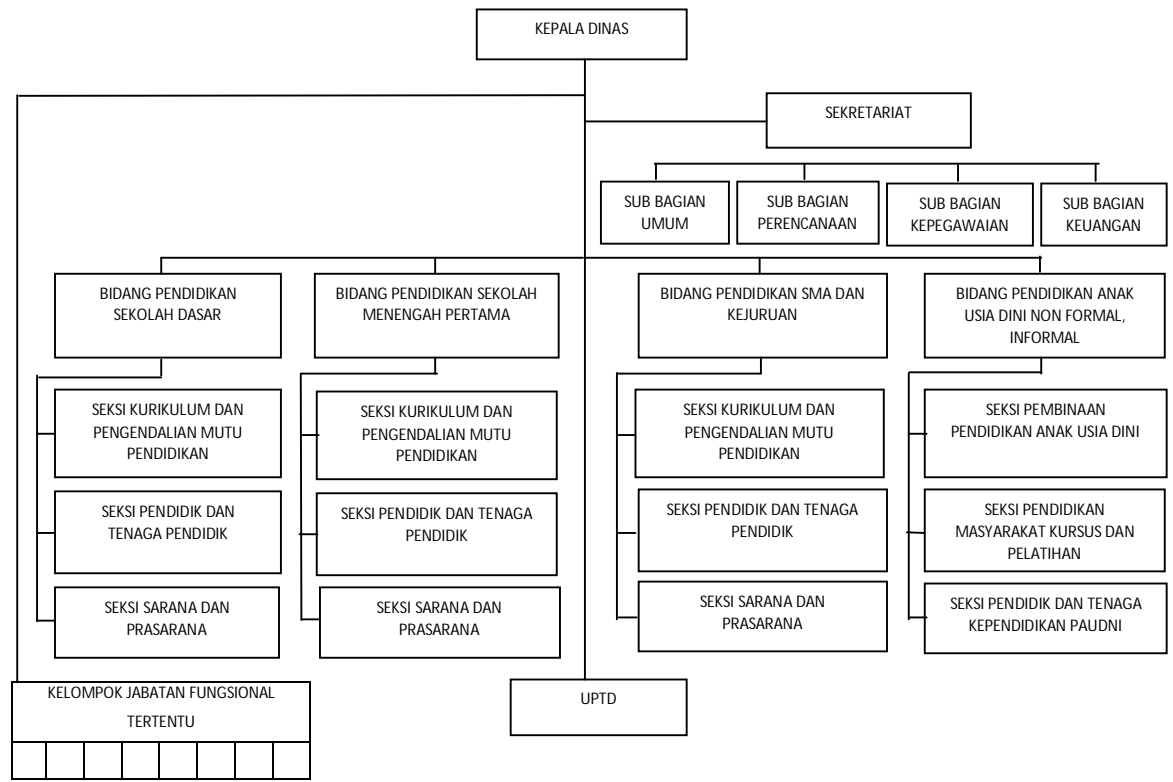 KEPALA DINAS
SEKRETARIAT
SUB BAGIAN
UMUM
SUB BAGIAN
PERENCANAAN
SUB BAGIAN
KEPEGAWAIAN
SUB BAGIAN
KEUANGAN
BIDANG PENDIDIKAN
SEKOLAH DASAR
BIDANG PENDIDIKAN SEKOLAH
MENENGAH PERTAMA
BIDANG PENDIDIKAN SMA DAN
KEJURUAN
BIDANG PENDIDIKAN ANAK
USIA DINI NON FORMAL,
INFORMAL
SEKSI KURIKULUM DAN
PENGENDALIAN MUTU
PENDIDIKAN
SEKSI KURIKULUM DAN
PENGENDALIAN MUTU
PENDIDIKAN
SEKSI KURIKULUM DAN
PENGENDALIAN MUTU
PENDIDIKAN
SEKSI PEMBINAAN
PENDIDIKAN ANAK USIA DINI
SEKSI PENDIDIK DAN
TENAGA PENDIDIK
SEKSI PENDIDIK DAN TENAGA
PENDIDIK
SEKSI PENDIDIK DAN TENAGA
PENDIDIK
SEKSI PENDIDIKAN
MASYARAKAT KURSUS DAN
PELATIHAN
SEKSI SARANA DAN
PRASARANA
SEKSI SARANA DAN
PRASARANA
SEKSI SARANA DAN
PRASARANA
SEKSI PENDIDIK DAN TENAGA
KEPENDIDIKAN PAUDNI
KELOMPOK JABATAN FUNGSIONAL
TERTENTU
UPTD